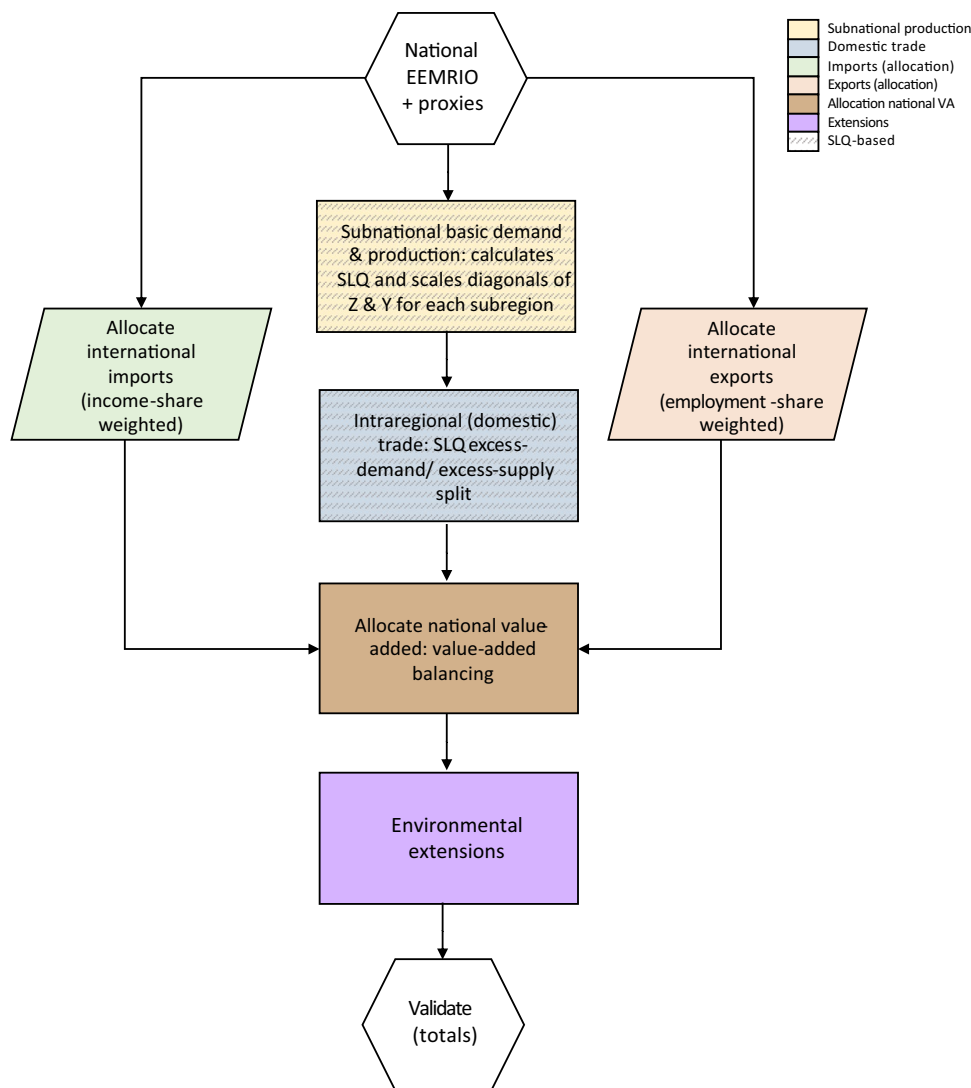 National
EEMRIO
+ proxies
Subnational production
Domestic trade
Imports (allocation)
Exports (allocation)
Allocation national VA
Extensions
SLQ-based
Subnational basic demand
& production: calculates
SLQ and scales diagonals of
Z & Y for each subregion
Allocate
international
imports
(income-share
weighted)
Allocate
international
exports
(employment -share
weighted)
Intraregional (domestic)
trade: SLQ excess-
demand/ excess-supply
split
Allocate national value-
added: value-added
balancing
Environmental
extensions
Validate
(totals)